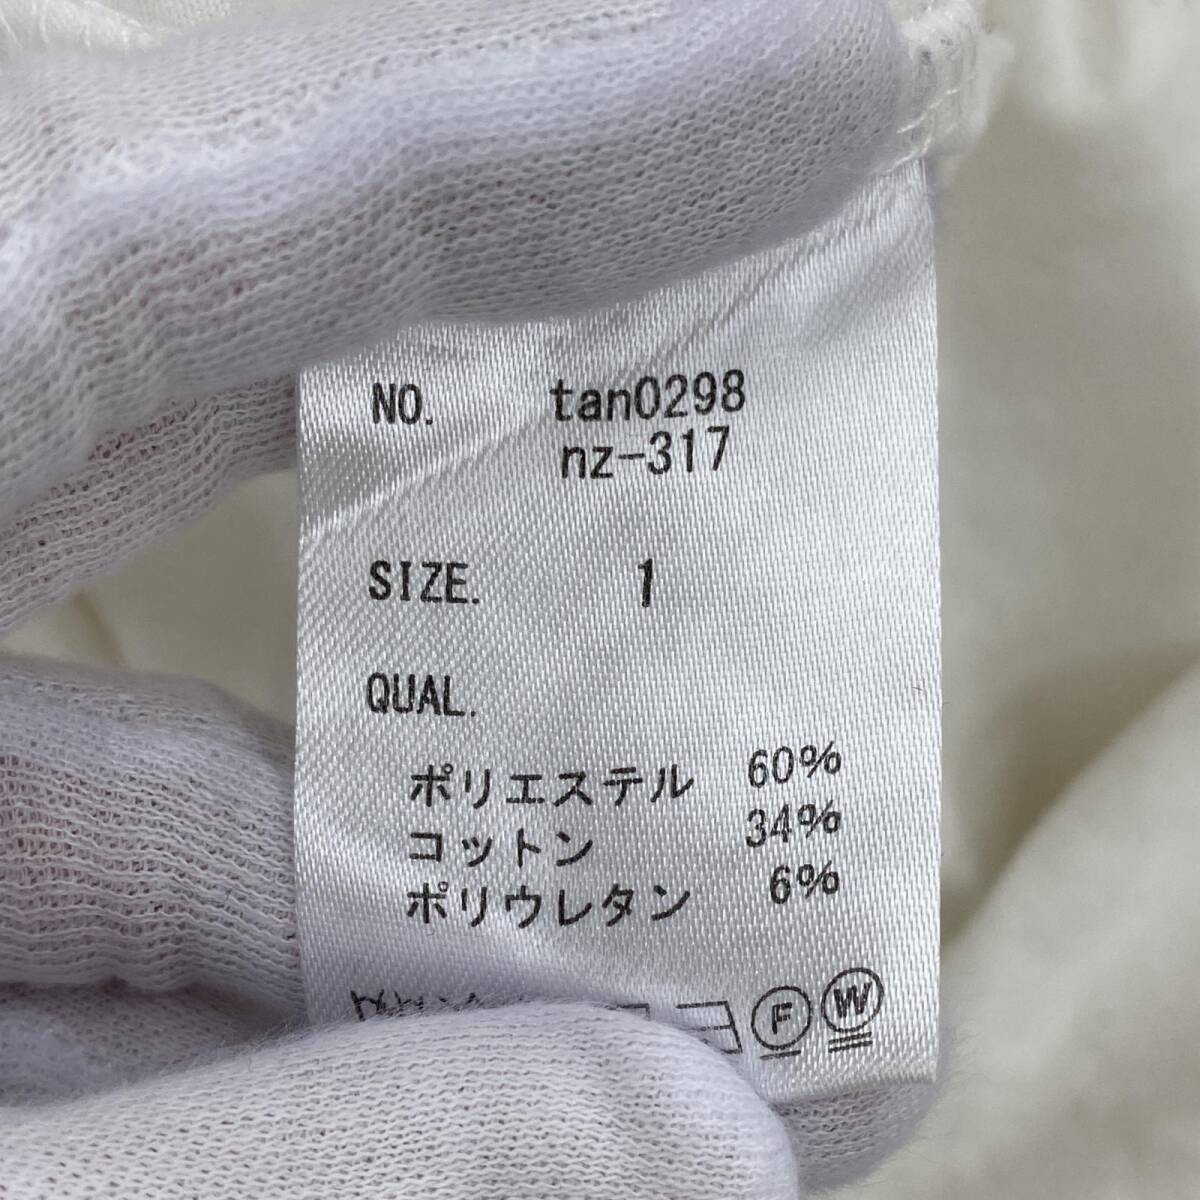 NO. tan0298
nz-317
SIZE. 1
QUAL.
ポリエステル 60%
コットン 34%
ポリウレタン 6%
F W